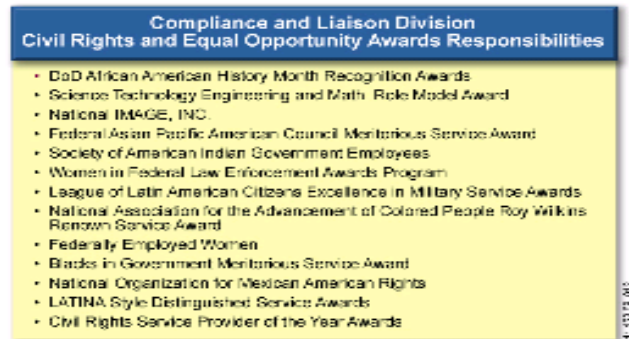 Compliance and Liaison Division
Civil Rights and Equal Opportunity Awards Responsibilities
• DoD African American History Month Recognition Awards
• Science Technology Engineering and Math Role Model Award
• National IMAGE, INC.
• Federal Asian Pacific American Council Meritorious Service Award
• Society of American Indian Government Employees
• Women in Federal Law Enforcement Awards Program
• League of Latin American Citizens Excellence in Military Service Awards
• National Association for the Advancement of Colored People Roy Wilkins
Renown Service Award
• Federally Employed Women
• Blacks in Government Meritorious Service Award
• National Organization for Mexican American Rights
• LATINA Style Distinguished Service Awards
• Civil Rights Service Provider of the Year Awards